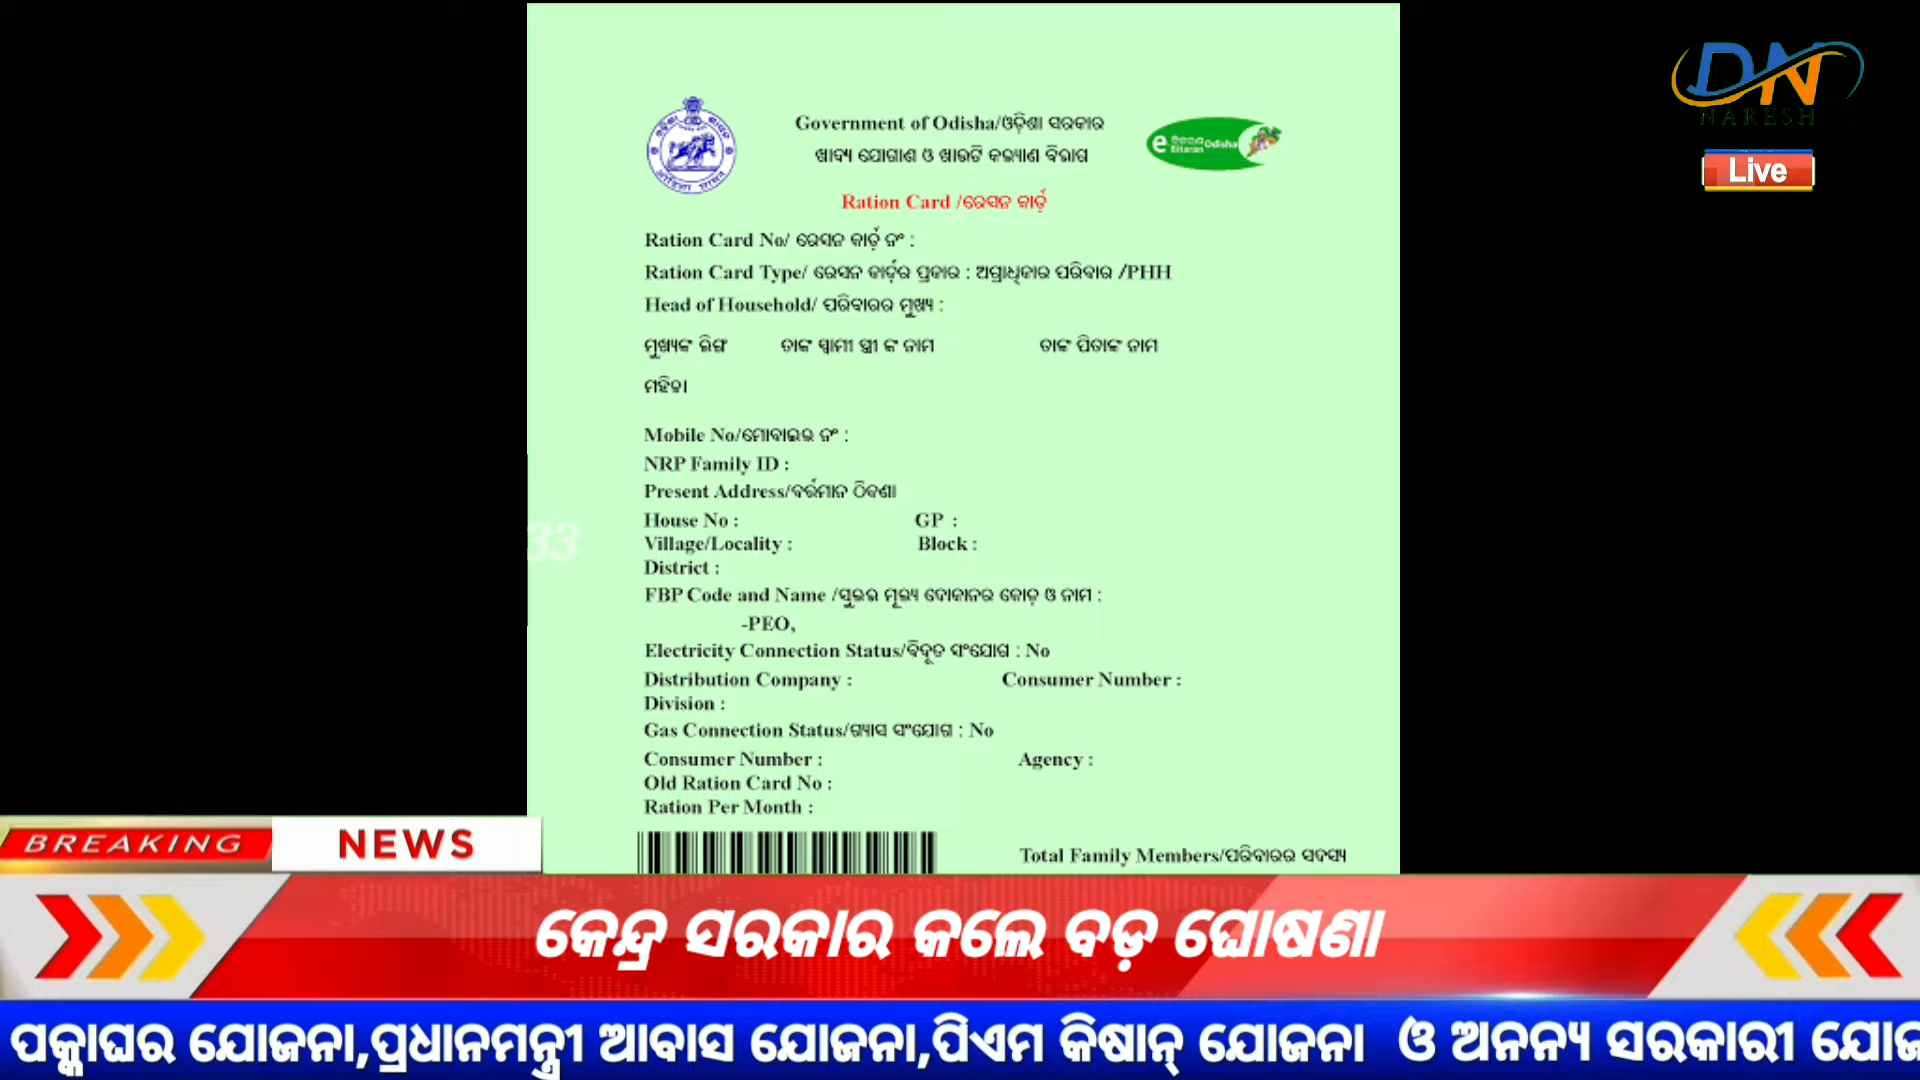 DN
NARESH
Live
Government of Odisha/ଓଡ଼ିଶା ସରକାର
ଖାଦ୍ୟ ଯୋଗାଣ ଓ ଖାଉଟି କଲ୍ୟାଣ ବିଭାଗ
e Odisha
Ration Card /ରେସନ କାର୍ଡ଼
Ration Card No/ ରେସନ କାର୍ଡ଼ ନଂ :
Ration Card Type/ ରେସନ କାର୍ଡ଼ର ପ୍ରକାର : ଅଗ୍ରାଧିକାର ପରିବାର /PHH
Head of Household/ ପରିବାରର ମୁଖ୍ୟ :
ମୁଖ୍ୟଙ୍କ ଲିଙ୍ଗ ତାଙ୍କ ସ୍ୱାମୀ ସ୍ତ୍ରୀ ଙ୍କ ନାମ ତାଙ୍କ ପିତାଙ୍କ ନାମ
ମହିଳା
Mobile No/ମୋବାଇଲ ନଂ :
NRP Family ID :
Present Address/ବର୍ତ୍ତମାନ ଠିକଣା
House No : GP :
Village/Locality : Block :
District :
FBP Code and Name /ସୁଲଭ ମୂଲ୍ୟ ଦୋକାନର କୋଡ଼ ଓ ନାମ :
-PEO,
Electricity Connection Status/ବିଦୁତ ସଂଯୋଗ : No
Distribution Company : Consumer Number :
Division :
Gas Connection Status/ଗ୍ୟାସ ସଂଯୋଗ : No
Consumer Number : Agency :
Old Ration Card No :
Ration Per Month :
Total Family Members/ପରିବାରର ସଦସ୍ୟ
33
BREAKING NEWS
କେନ୍ଦ୍ର ସରକାର କଲେ ବଡ଼ ଘୋଷଣା
ପକ୍କାଘର ଯୋଜନା,ପ୍ରଧାନମନ୍ତ୍ରୀ ଆବାସ ଯୋଜନା,ପିଏମ କିଷାନ୍ ଯୋଜନା ଓ ଅନନ୍ୟ ସରକାରୀ ଯୋଜ